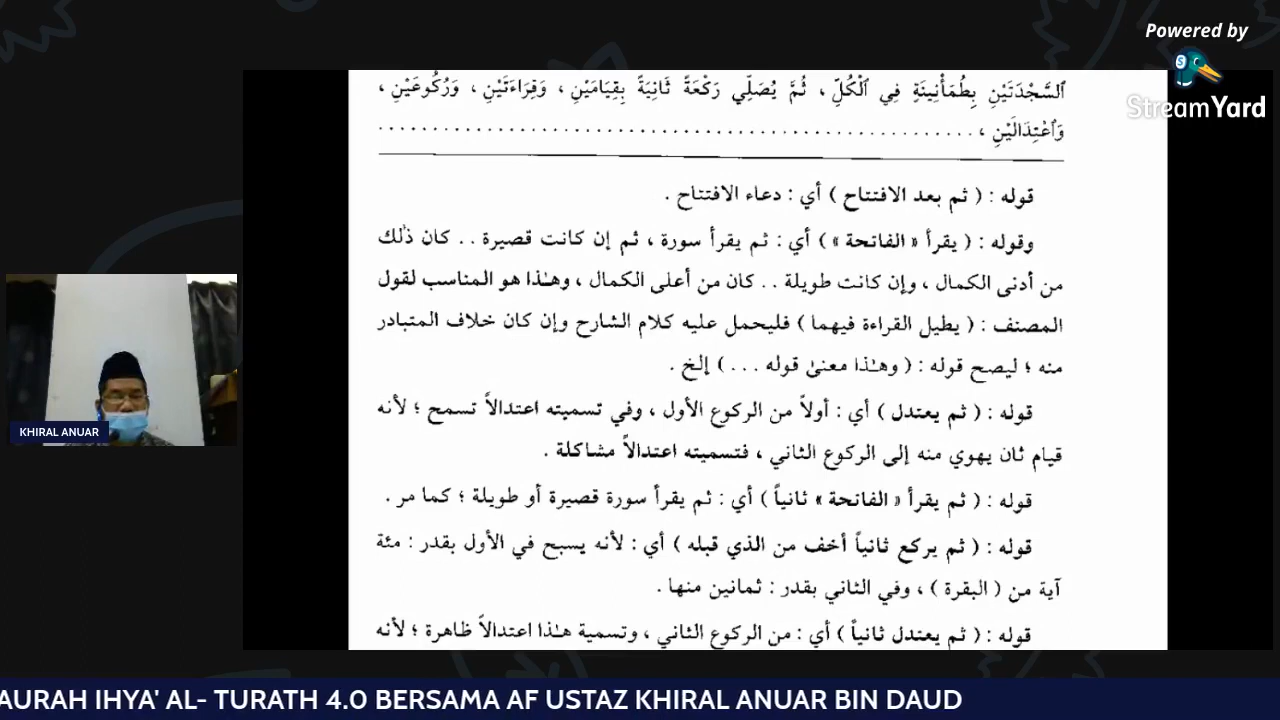 Powered by
StreamYard
ٱلسَّجْدَتَيْنِ بِطُمَأْنِينَةٍ فِي ٱلْكُلِّ ، ثُمَّ يُصَلِّي رَكْعَةً ثَانِيَةً بِقِيَامَيْنِ ، وَقِرَاءَتَيْنِ ، وَرُكُوعَيْنِ ،
وَٱعْتِدَالَيْنِ ، ................................................................
قوله : ( ثم بعد الافتتاح ) أي : دعاء الافتتاح .
وقوله : ( يقرأ « الفاتحة » ) أي : ثم يقرأ سورة ، ثم إن كانت قصيرة .. كان ذٰلك
من أدنى الكمال ، وإن كانت طويلة .. كان من أعلى الكمال ، وهـٰذا هو المناسب لقول
المصنف : ( يطيل القراءة فيهما ) فليحمل عليه كلام الشارح وإن كان خلاف المتبادر
منه ؛ ليصح قوله : ( وهـٰذا معنىٰ قوله ... ) إلخ .
قوله : ( ثم يعتدل ) أي : أولاً من الركوع الأول ، وفي تسميته اعتدالاً تسمح ؛ لأنه
قيام ثان يهوي منه إلى الركوع الثاني ، فتسميته اعتدالاً مشاكلة .
قوله : ( ثم يقرأ « الفاتحة » ثانياً ) أي : ثم يقرأ سورة قصيرة أو طويلة ؛ كما مر .
قوله : ( ثم يركع ثانياً أخف من الذي قبله ) أي : لأنه يسبح في الأول بقدر : مئة
آية من ( البقرة ) ، وفي الثاني بقدر : ثمانين منها .
قوله : ( ثم يعتدل ثانياً ) أي : من الركوع الثاني ، وتسمية هـٰذا اعتدالاً ظاهرة ؛ لأنه
KHIRAL ANUAR
AURAH IHYA' AL- TURATH 4.0 BERSAMA AF USTAZ KHIRAL ANUAR BIN DAUD